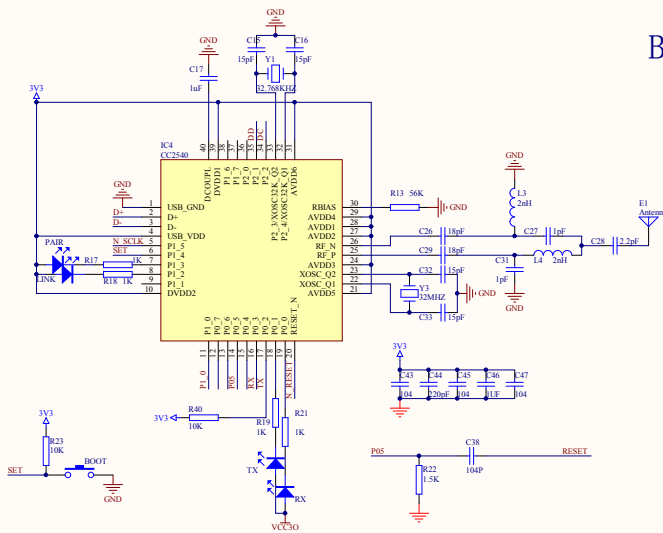 B
GND
C15
15pF
C16
15pF
Y1
32.768KHZ
GND
C17
1uF
3V3
IC4
CC2540
40
39
38
37
36
35
34
33
32
31
DD
DC
DCOUPL
DVDD1
P1_6
P1_7
P2_0
P2_1
P2_2
P2_3/XOSC32K_Q2
P2_4/XOSC32K_Q1
AVDD6
GND
D+
D-
N_SCLK
SET
PAIR
LINK
R17
1K
R18 1K
1 USB_GND
2 D+
3 D-
4 USB_VDD
5 P1_5
6 P1_4
7 P1_3
8 P1_2
9 P1_1
10 DVDD2
RBIAS 30
AVDD4 29
AVDD1 28
AVDD2 27
RF_N 26
RF_P 25
AVDD3 24
XOSC_Q2 23
XOSC_Q1 22
AVDD5 21
P1_0
P0_7
P0_6
P0_5
P0_4
P0_3
P0_2
P0_1
P0_0
RESET_N
11
12
13
14
15
16
17
18
19
20
P1_0
P05
RX
TX
N_RESET
R13 56K
GND
GND
L3
2nH
C26 18pF
C27 1pF
E1
Antenn
C28 2.2pF
C29 18pF
L4 2nH
C31
1pF
GND
C32 15pF
Y3
32MHZ
C33 15pF
GND
3V3
R40
10K
R19
1K
R21
1K
TX
RX
VCC3O
3V3
R23
10K
SET
BOOT
GND
3V3
C43
104
C44
220pF
C45
104
C46
1UF
C47
104
P05
C38
104P
RESET
R22
1.5K